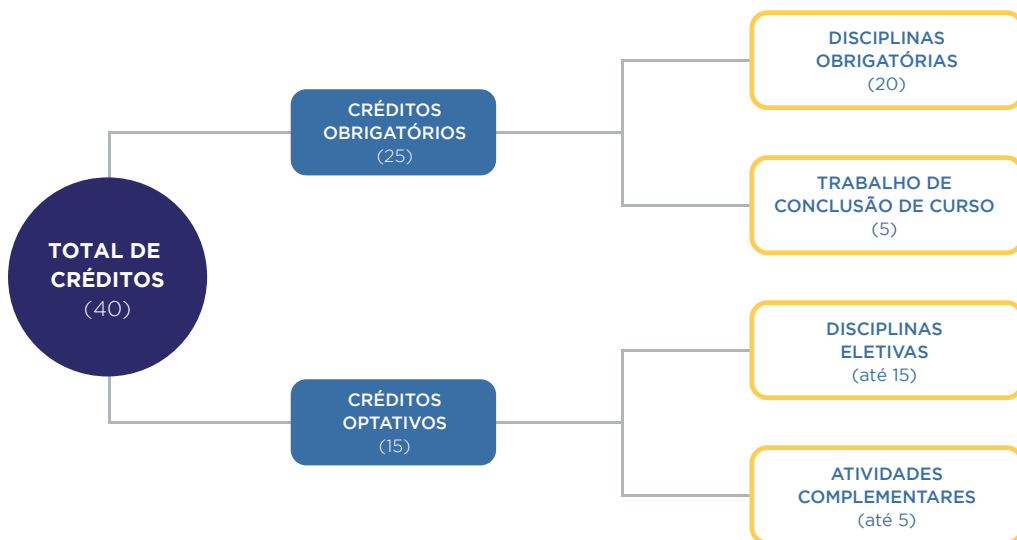 TOTAL DE
CRÉDITOS
(40)
CRÉDITOS
OBRIGATÓRIOS
(25)
DISCIPLINAS
OBRIGATÓRIAS
(20)
TRABALHO DE
CONCLUSÃO DE CURSO
(5)
CRÉDITOS
OPTATIVOS
(15)
DISCIPLINAS
ELETIVAS
(até 15)
ATIVIDADES
COMPLEMENTARES
(até 5)